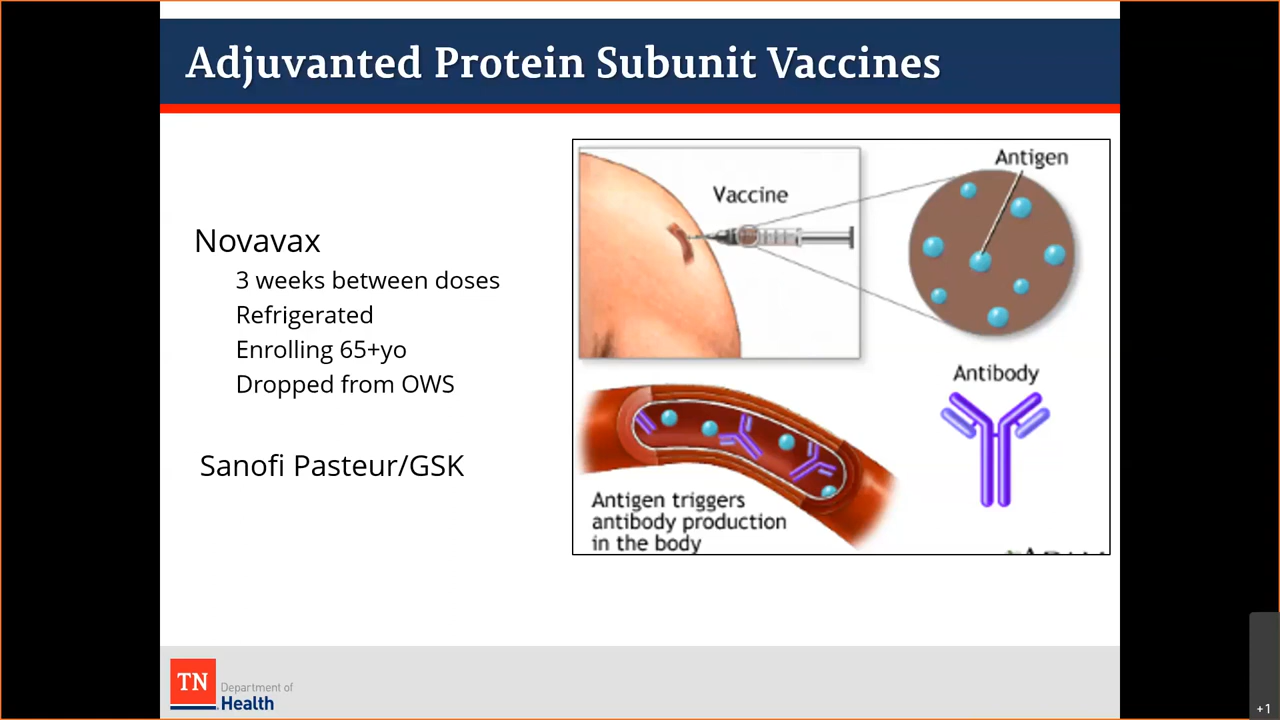 Adjuvanted Protein Subunit Vaccines
Novavax
3 weeks between doses
Refrigerated
Enrolling 65+yo
Dropped from OWS
Sanofi Pasteur/GSK
Vaccine
Antigen
Antibody
Antigen triggers
antibody production
in the body
TN
Department of
Health
+1